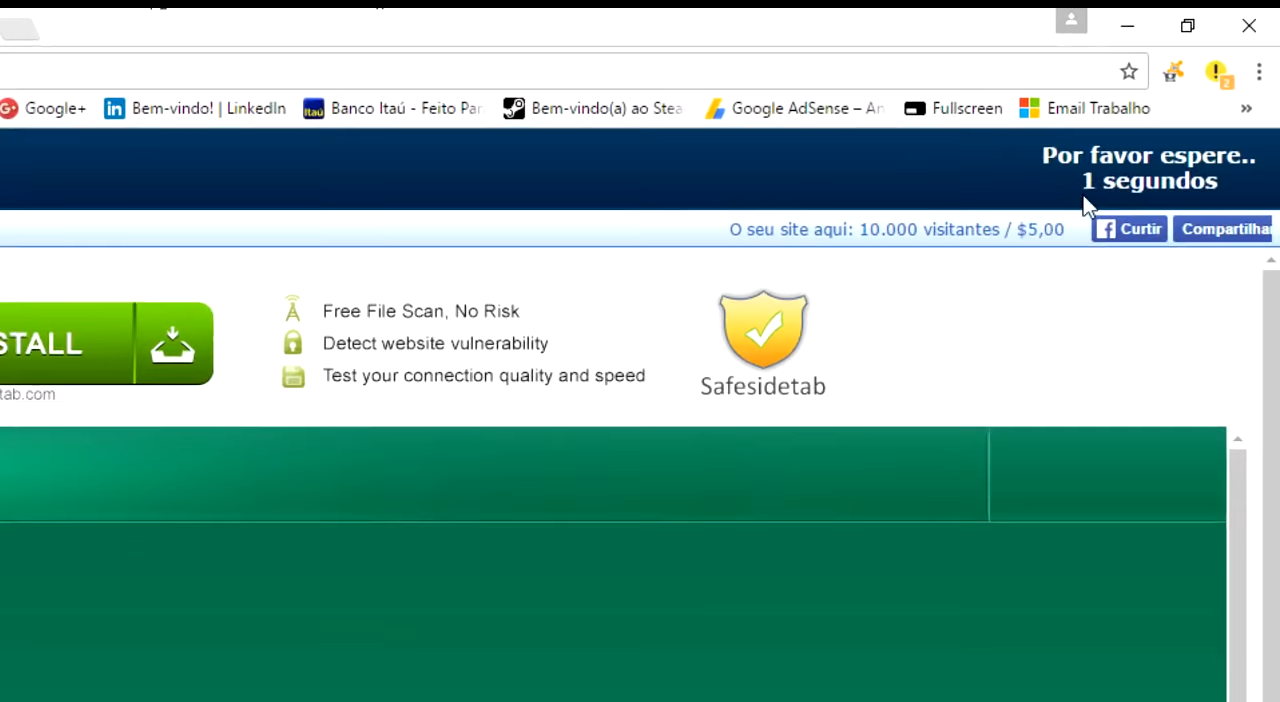 Google+ Bem-vindo! | LinkedIn Banco Itaú - Feito Par Bem-vindo(a) ao Stea Google AdSense – An Fullscreen Email Trabalho »
Por favor espere..
1 segundos
O seu site aqui: 10.000 visitantes / $5,00 Curtir Compartilhar
STALL
tab.com
Free File Scan, No Risk
Detect website vulnerability
Test your connection quality and speed
Safesidetab
2
Itaú